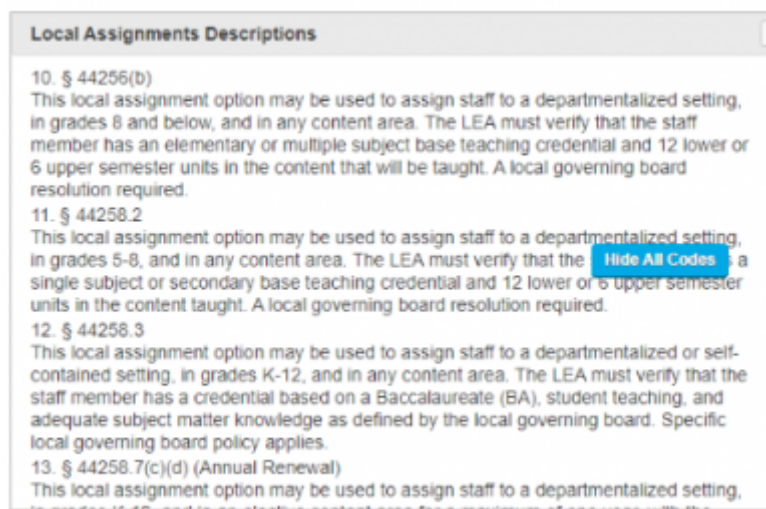 Local Assignments Descriptions
10. § 44256(b)
This local assignment option may be used to assign staff to a departmentalized setting,
in grades 8 and below, and in any content area. The LEA must verify that the staff
member has an elementary or multiple subject base teaching credential and 12 lower or
6 upper semester units in the content that will be taught. A local governing board
resolution required.
11. § 44258.2
This local assignment option may be used to assign staff to a departmentalized setting,
in grades 5-8, and in any content area. The LEA must verify that the Hide All Codes a
single subject or secondary base teaching credential and 12 lower or 6 upper semester
units in the content taught. A local governing board resolution required.
12. § 44258.3
This local assignment option may be used to assign staff to a departmentalized or self-
contained setting, in grades K-12, and in any content area. The LEA must verify that the
staff member has a credential based on a Baccalaureate (BA), student teaching, and
adequate subject matter knowledge as defined by the local governing board. Specific
local governing board policy applies.
13. § 44258.7(c)(d) (Annual Renewal)
This local assignment option may be used to assign staff to a departmentalized setting,